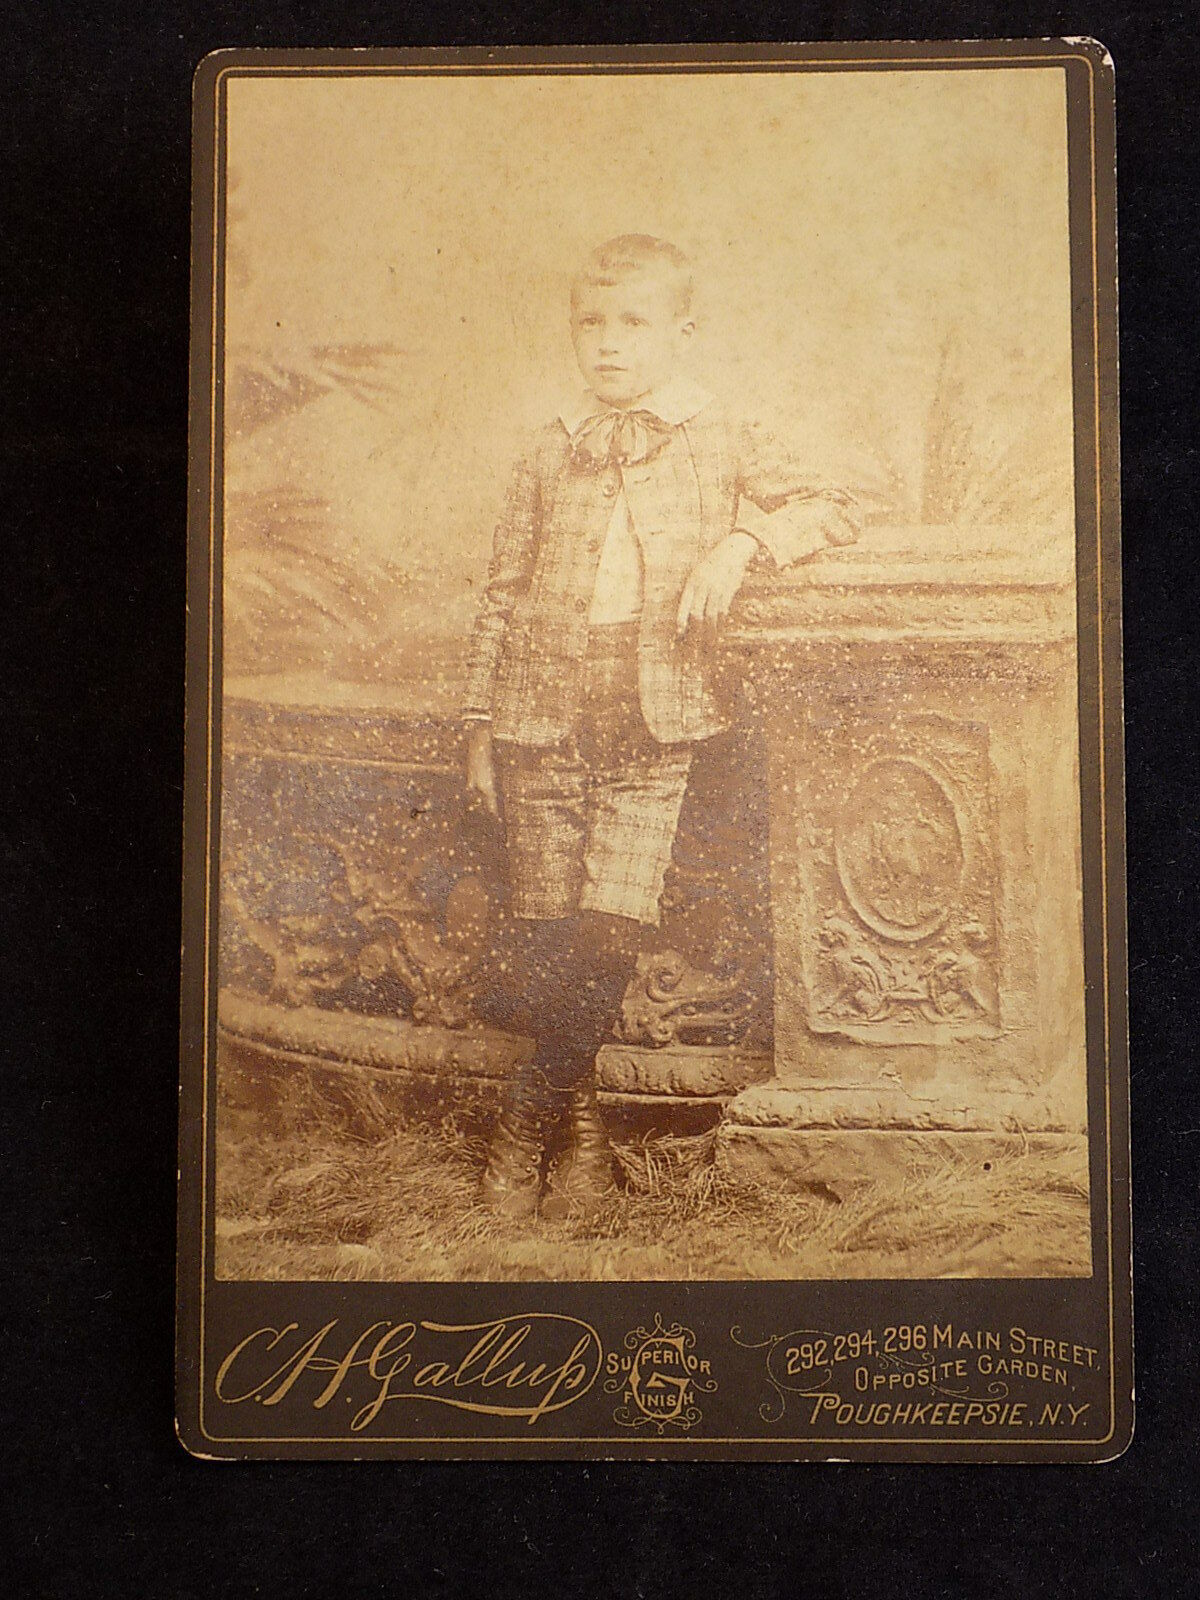 C.H. Gallup
SUPERIOR
G
FINISH
292, 294, 296 MAIN STREET,
OPPOSITE GARDEN,
POUGHKEEPSIE, N.Y.